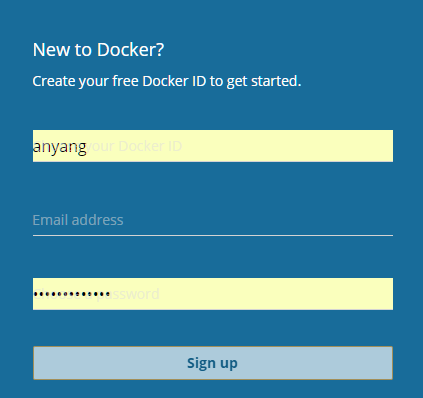 New to Docker?
Create your free Docker ID to get started.
anyang your Docker ID
Email address
•••••••••••••
Sign up